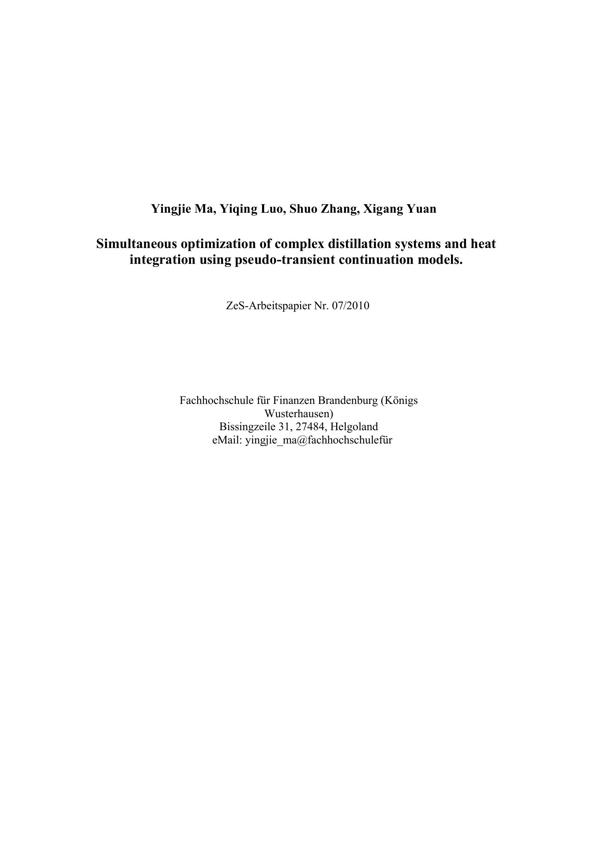 Yingjie Ma, Yiqing Luo, Shuo Zhang, Xigang Yuan
Simultaneous optimization of complex distillation systems and heat
integration using pseudo-transient continuation models.
ZeS-Arbeitspapier Nr. 07/2010
Fachhochschule für Finanzen Brandenburg (Königs
Wusterhausen)
Bissingzeile 31, 27484, Helgoland
eMail: yingjie_ma@fachhochschulefür